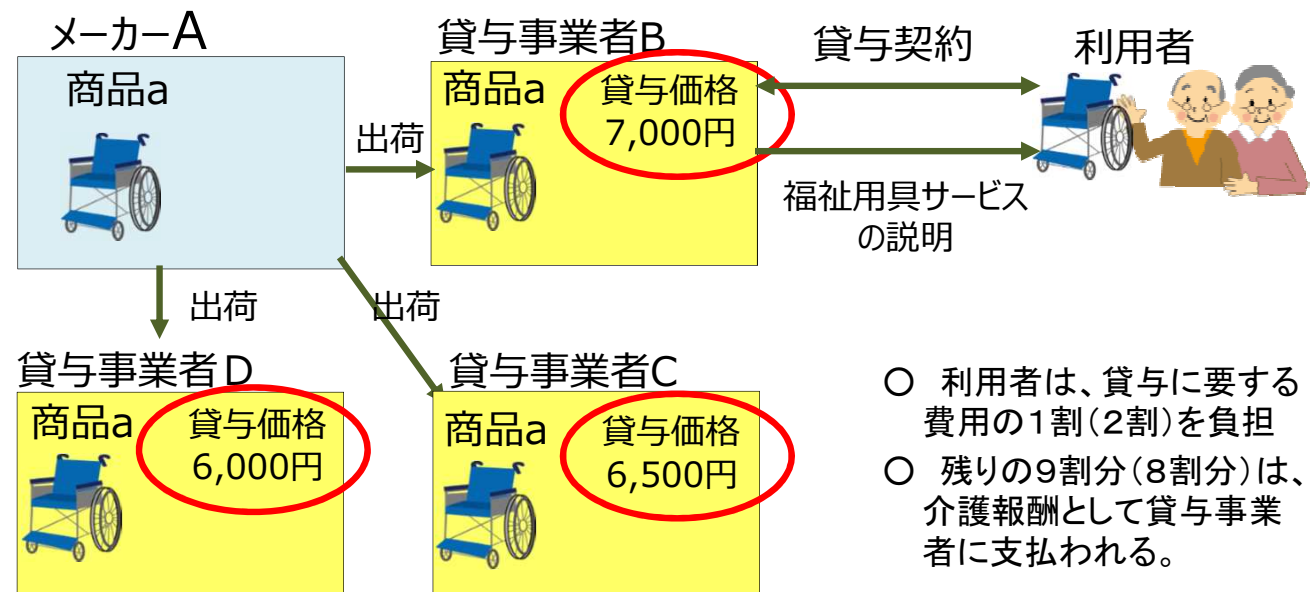 メーカーA
商品a
出荷
貸与事業者B
商品a
貸与価格
7,000円
貸与契約
利用者
福祉用具サービス
の説明
出荷
出荷
貸与事業者D
商品a
貸与価格
6,000円
貸与事業者C
商品a
貸与価格
6,500円
○ 利用者は、貸与に要する
費用の1割(2割)を負担
○ 残りの9割分(8割分)は、
介護報酬として貸与事業
者に支払われる。